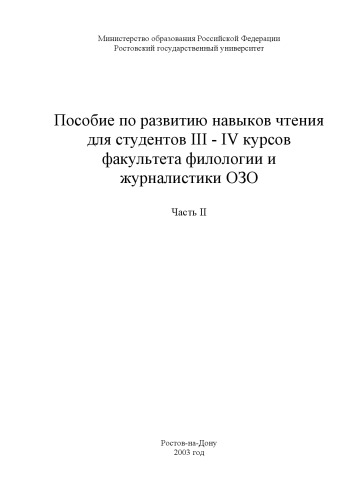 Министерство образования Российской Федерации
Ростовский государственный университет
Пособие по развитию навыков чтения
для студентов III - IV курсов
факультета филологии и
журналистики ОЗО
Часть II
Ростов-на-Дону
2003 год